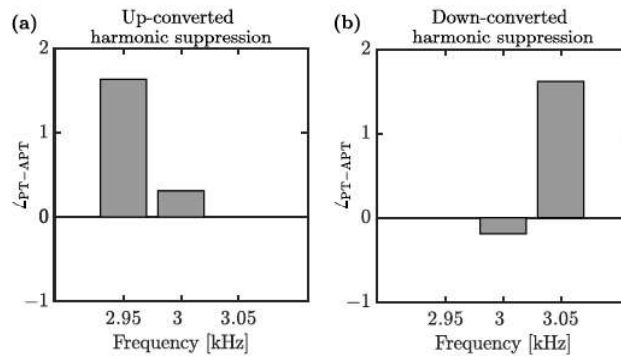 (a)
Up-converted
harmonic suppression
2
1
0
−1
∠PT−APT
2.95
3
3.05
Frequency [kHz]
(b)
Down-converted
harmonic suppression
2
1
0
−1
∠PT−APT
2.95
3
3.05
Frequency [kHz]